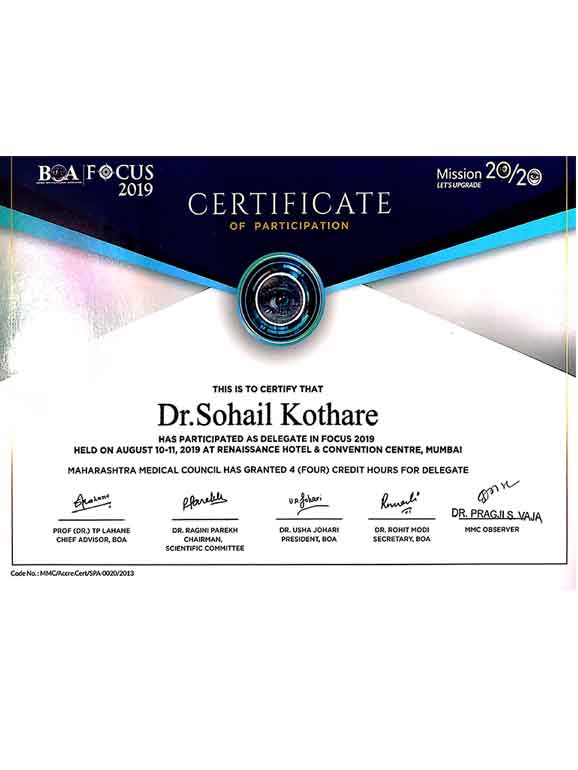 BOA FOCUS
2019
Mission 20/20
LET'S UPGRADE
CERTIFICATE
OF PARTICIPATION
THIS IS TO CERTIFY THAT
Dr.Sohail Kothare
HAS PARTICIPATED AS DELEGATE IN FOCUS 2019
HELD ON AUGUST 10-11, 2019 AT RENAISSANCE HOTEL & CONVENTION CENTRE, MUMBAI
MAHARASHTRA MEDICAL COUNCIL HAS GRANTED 4 (FOUR) CREDIT HOURS FOR DELEGATE
PROF (DR.) TP LAHANE
CHIEF ADVISOR, BOA
DR. RAGINI PAREKH
CHAIRMAN,
SCIENTIFIC COMMITTEE
DR. USHA JOHARI
PRESIDENT, BOA
DR. ROHIT MODI
SECRETARY, BOA
DR. PRAGJI S. VAJA
MMC OBSERVER
Code No.: MMC/Accre.Cert/SPA-0020/2013